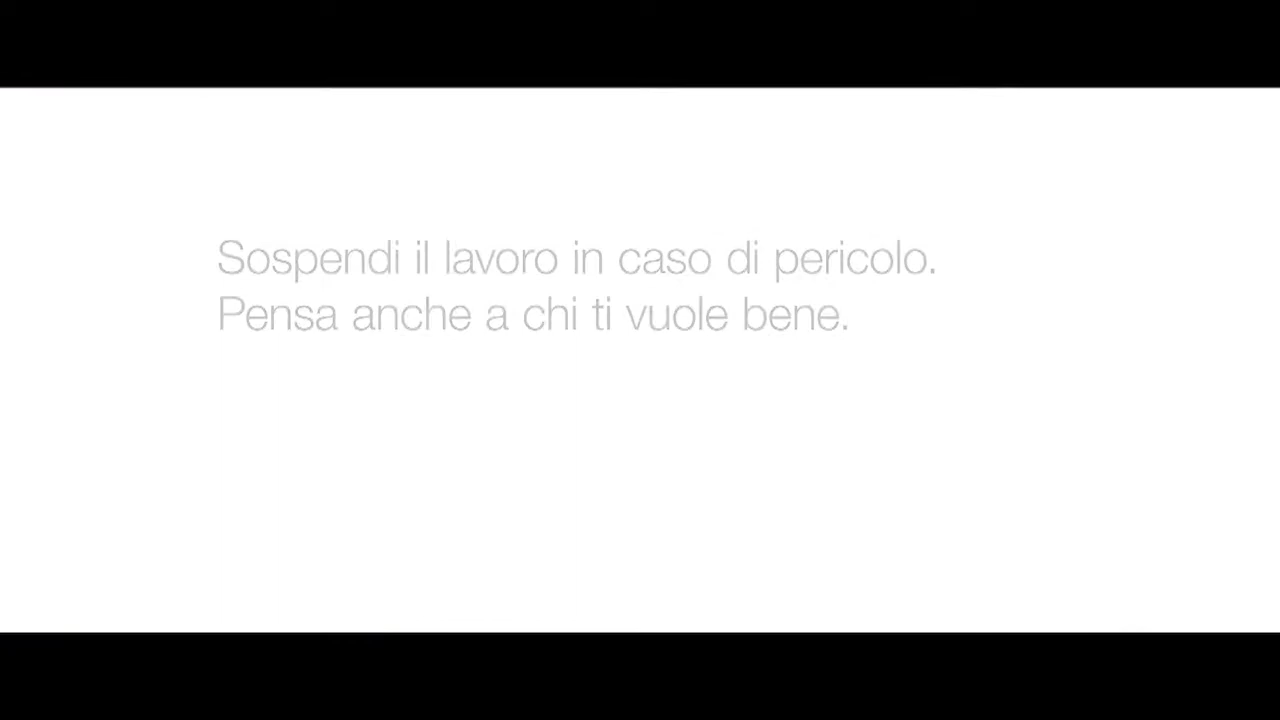 Sospendi il lavoro in caso di pericolo.
Pensa anche a chi ti vuole bene.